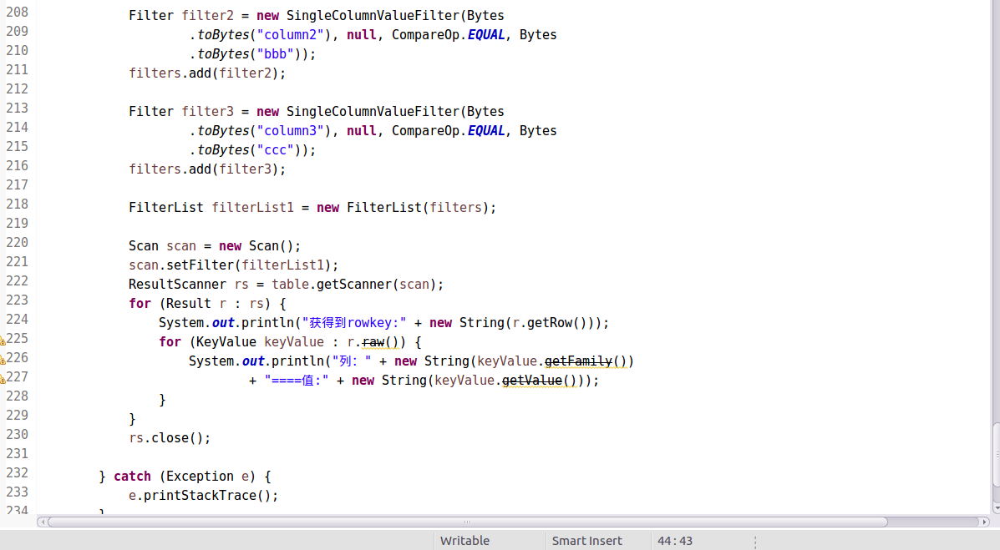 208 Filter filter2 = new SingleColumnValueFilter(Bytes
209 .toBytes("column2"), null, CompareOp.EQUAL, Bytes
210 .toBytes("bbb"));
211 filters.add(filter2);
212
213 Filter filter3 = new SingleColumnValueFilter(Bytes
214 .toBytes("column3"), null, CompareOp.EQUAL, Bytes
215 .toBytes("ccc"));
216 filters.add(filter3);
217
218 FilterList filterList1 = new FilterList(filters);
219
220 Scan scan = new Scan();
221 scan.setFilter(filterList1);
222 ResultScanner rs = table.getScanner(scan);
223 for (Result r : rs) {
224 System.out.println("获得到rowkey:" + new String(r.getRow()));
225 for (KeyValue keyValue : r.raw()) {
226 System.out.println("列：" + new String(keyValue.getFamily())
227 + "====值:" + new String(keyValue.getValue()));
228 }
229 }
230 rs.close();
231
232 } catch (Exception e) {
233 e.printStackTrace();
234 }
Writable Smart Insert 44 : 43